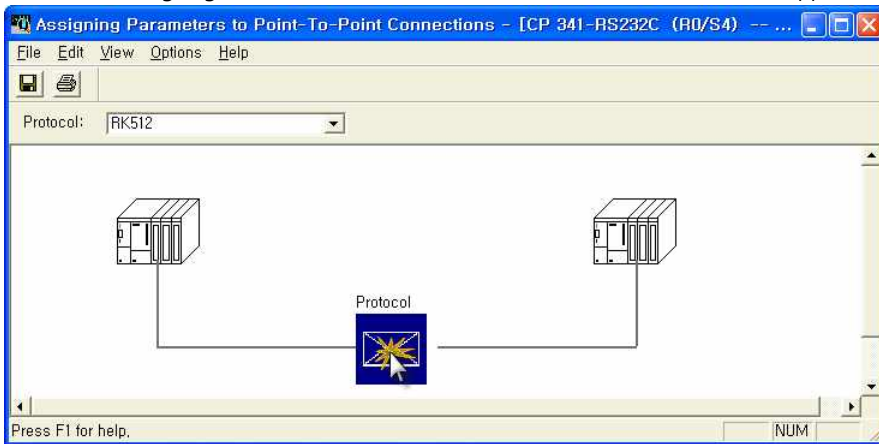 Assigning Parameters to Point-To-Point Connections - [CP 341-RS232C (R0/S4) -- ...
File Edit View Options Help
Protocol: RK512
Protocol
Press F1 for help, NUM